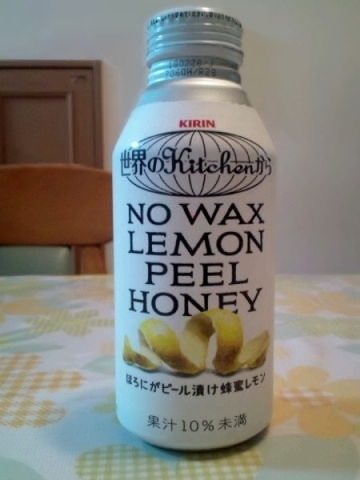 KIRIN
世界のKitchenから
NO WAX
LEMON
PEEL
HONEY
ほろにがピール漬け蜂蜜レモン
果汁10%未満